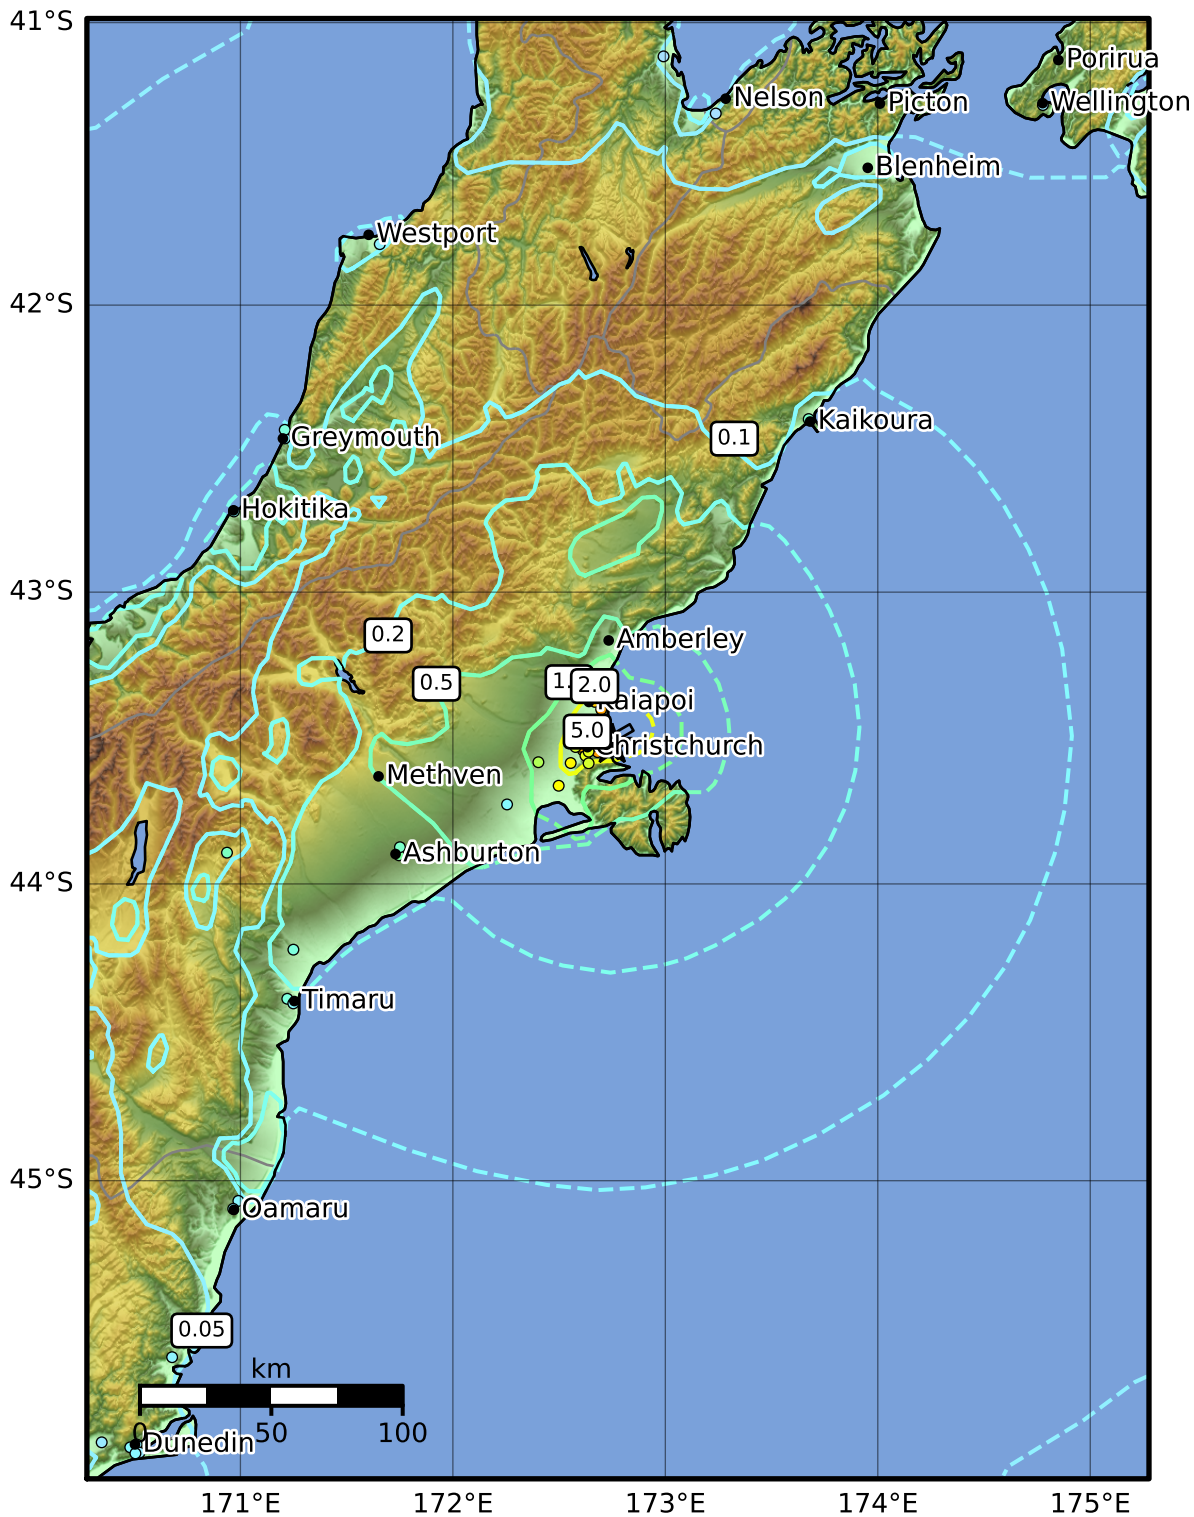 41°S
Porirua
Nelson
Picton
Wellington
Blenheim
Westport
42°S
Kaikoura
Greymouth
0.1
Hokitika
43°S
0.2
Amberley
0.5
1.
2.0
Kaiapoi
5.0
Christchurch
Methven
Ashburton
44°S
Timaru
45°S
Oamaru
0.05
km
0 50 100
Dunedin
171°E 172°E 173°E 174°E 175°E